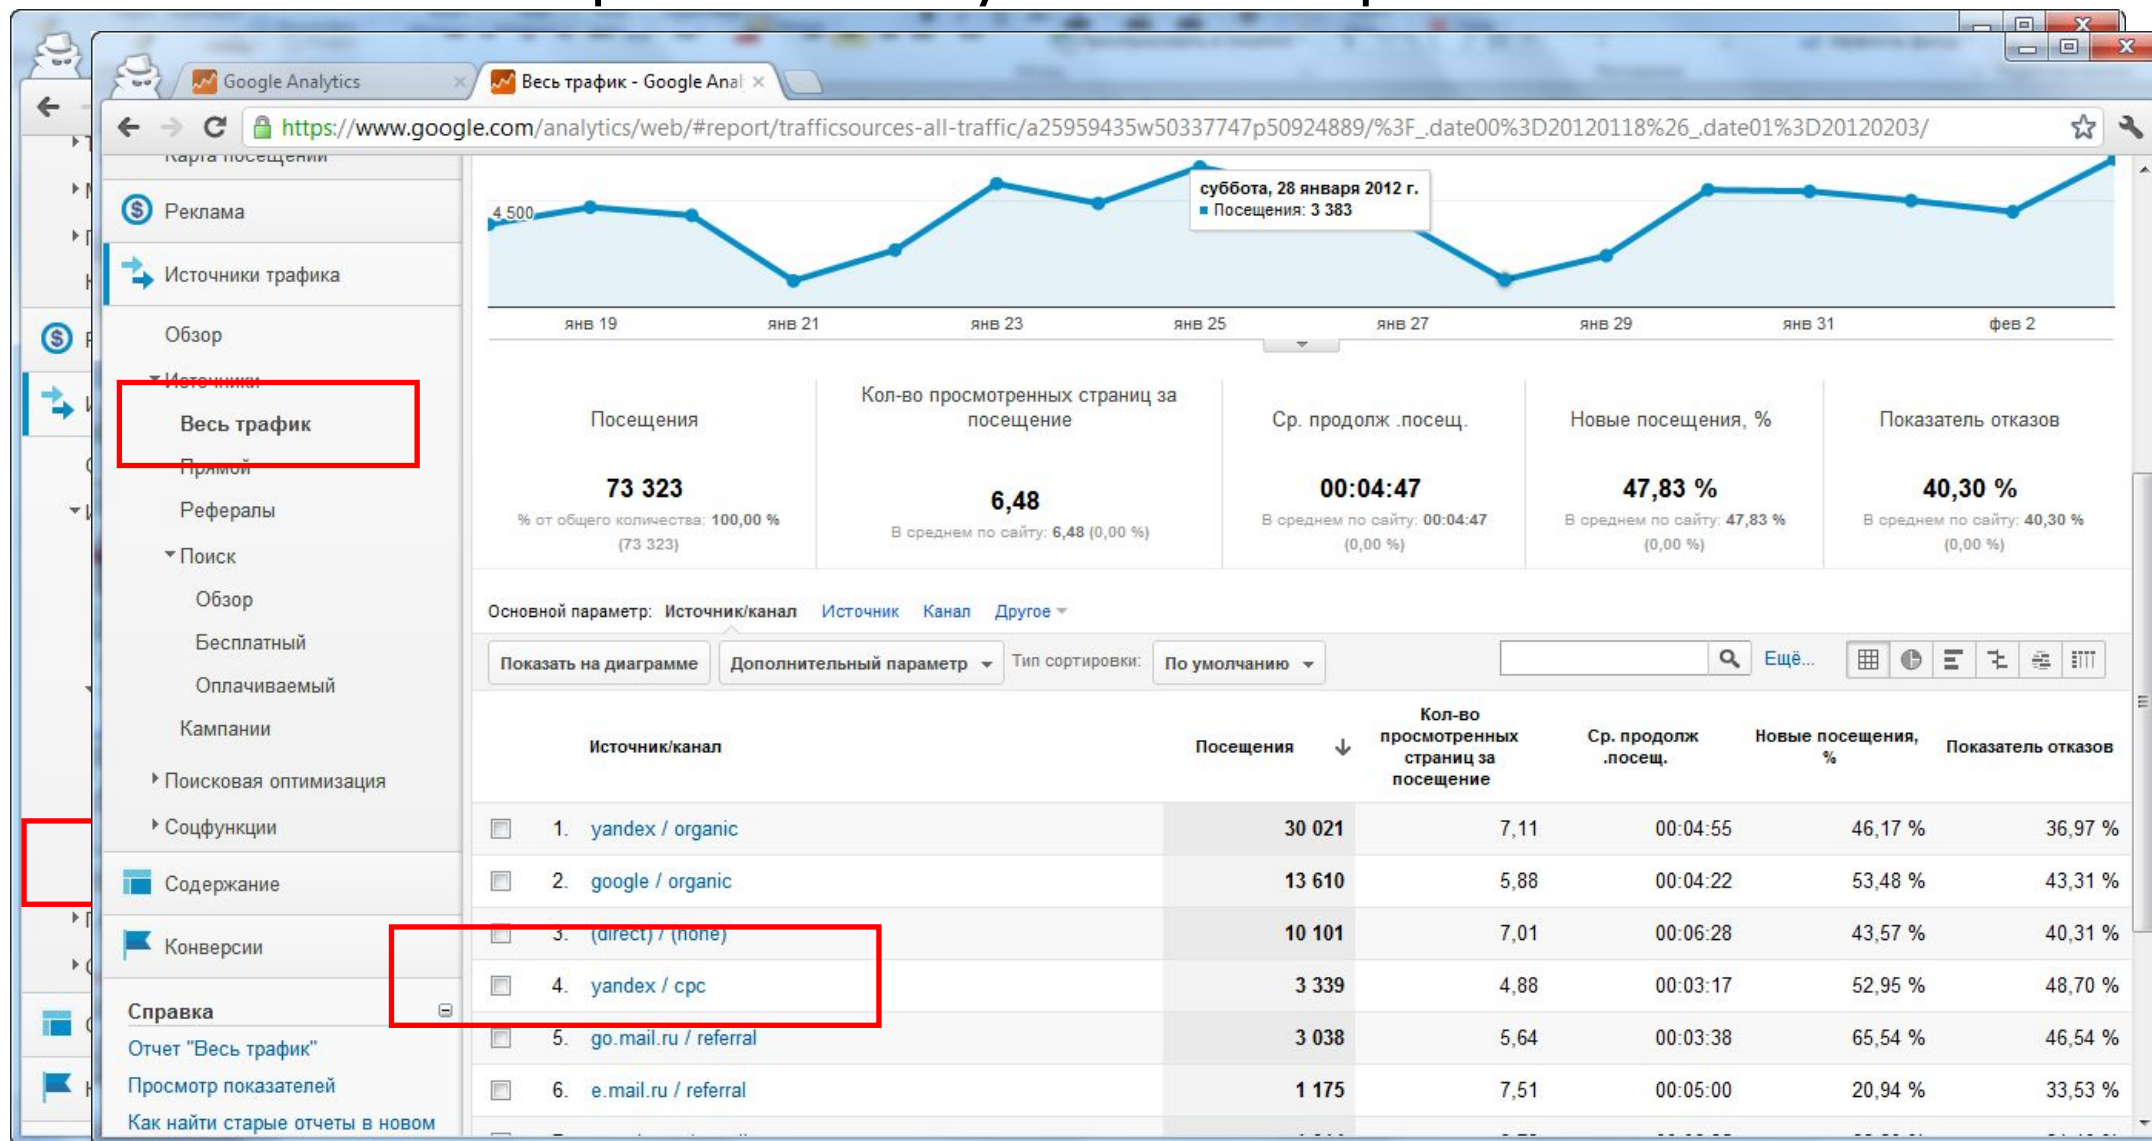 Google Analytics
Весь трафик - Google Anal
https://www.google.com/analytics/web/#report/trafficsources-all-traffic/a25959435w50337747p50924889/%3F_.date00%3D20120118%26_.date01%3D20120203/
Карта посещений
Реклама
Источники трафика
Обзор
Источники
Весь трафик
Прямой
Рефералы
Поиск
Обзор
Бесплатный
Оплачиваемый
Кампании
Поисковая оптимизация
Соцфункции
Содержание
Конверсии
Справка
Отчет "Весь трафик"
Просмотр показателей
Как найти старые отчеты в новом
4 500
суббота, 28 января 2012 г.
Посещения: 3 383
янв 19 янв 21 янв 23 янв 25 янв 27 янв 29 янв 31 фев 2
Посещения
73 323
% от общего количества: 100,00 %
(73 323)
Кол-во просмотренных страниц за
посещение
6,48
В среднем по сайту: 6,48 (0,00 %)
Ср. продолж .посещ.
00:04:47
В среднем по сайту: 00:04:47
(0,00 %)
Новые посещения, %
47,83 %
В среднем по сайту: 47,83 %
(0,00 %)
Показатель отказов
40,30 %
В среднем по сайту: 40,30 %
(0,00 %)
Основной параметр: Источник/канал Источник Канал Другое
Показать на диаграмме Дополнительный параметр Тип сортировки: По умолчанию Ещё...
Источник/канал
Посещения
Кол-во
просмотренных
страниц за
посещение
Ср. продолж
.посещ.
Новые посещения,
%
Показатель отказов
1. yandex / organic 30 021 7,11 00:04:55 46,17 % 36,97 %
2. google / organic 13 610 5,88 00:04:22 53,48 % 43,31 %
3. (direct) / (none) 10 101 7,01 00:06:28 43,57 % 40,31 %
4. yandex / cpc 3 339 4,88 00:03:17 52,95 % 48,70 %
5. go.mail.ru / referral 3 038 5,64 00:03:38 65,54 % 46,54 %
6. e.mail.ru / referral 1 175 7,51 00:05:00 20,94 % 33,53 %